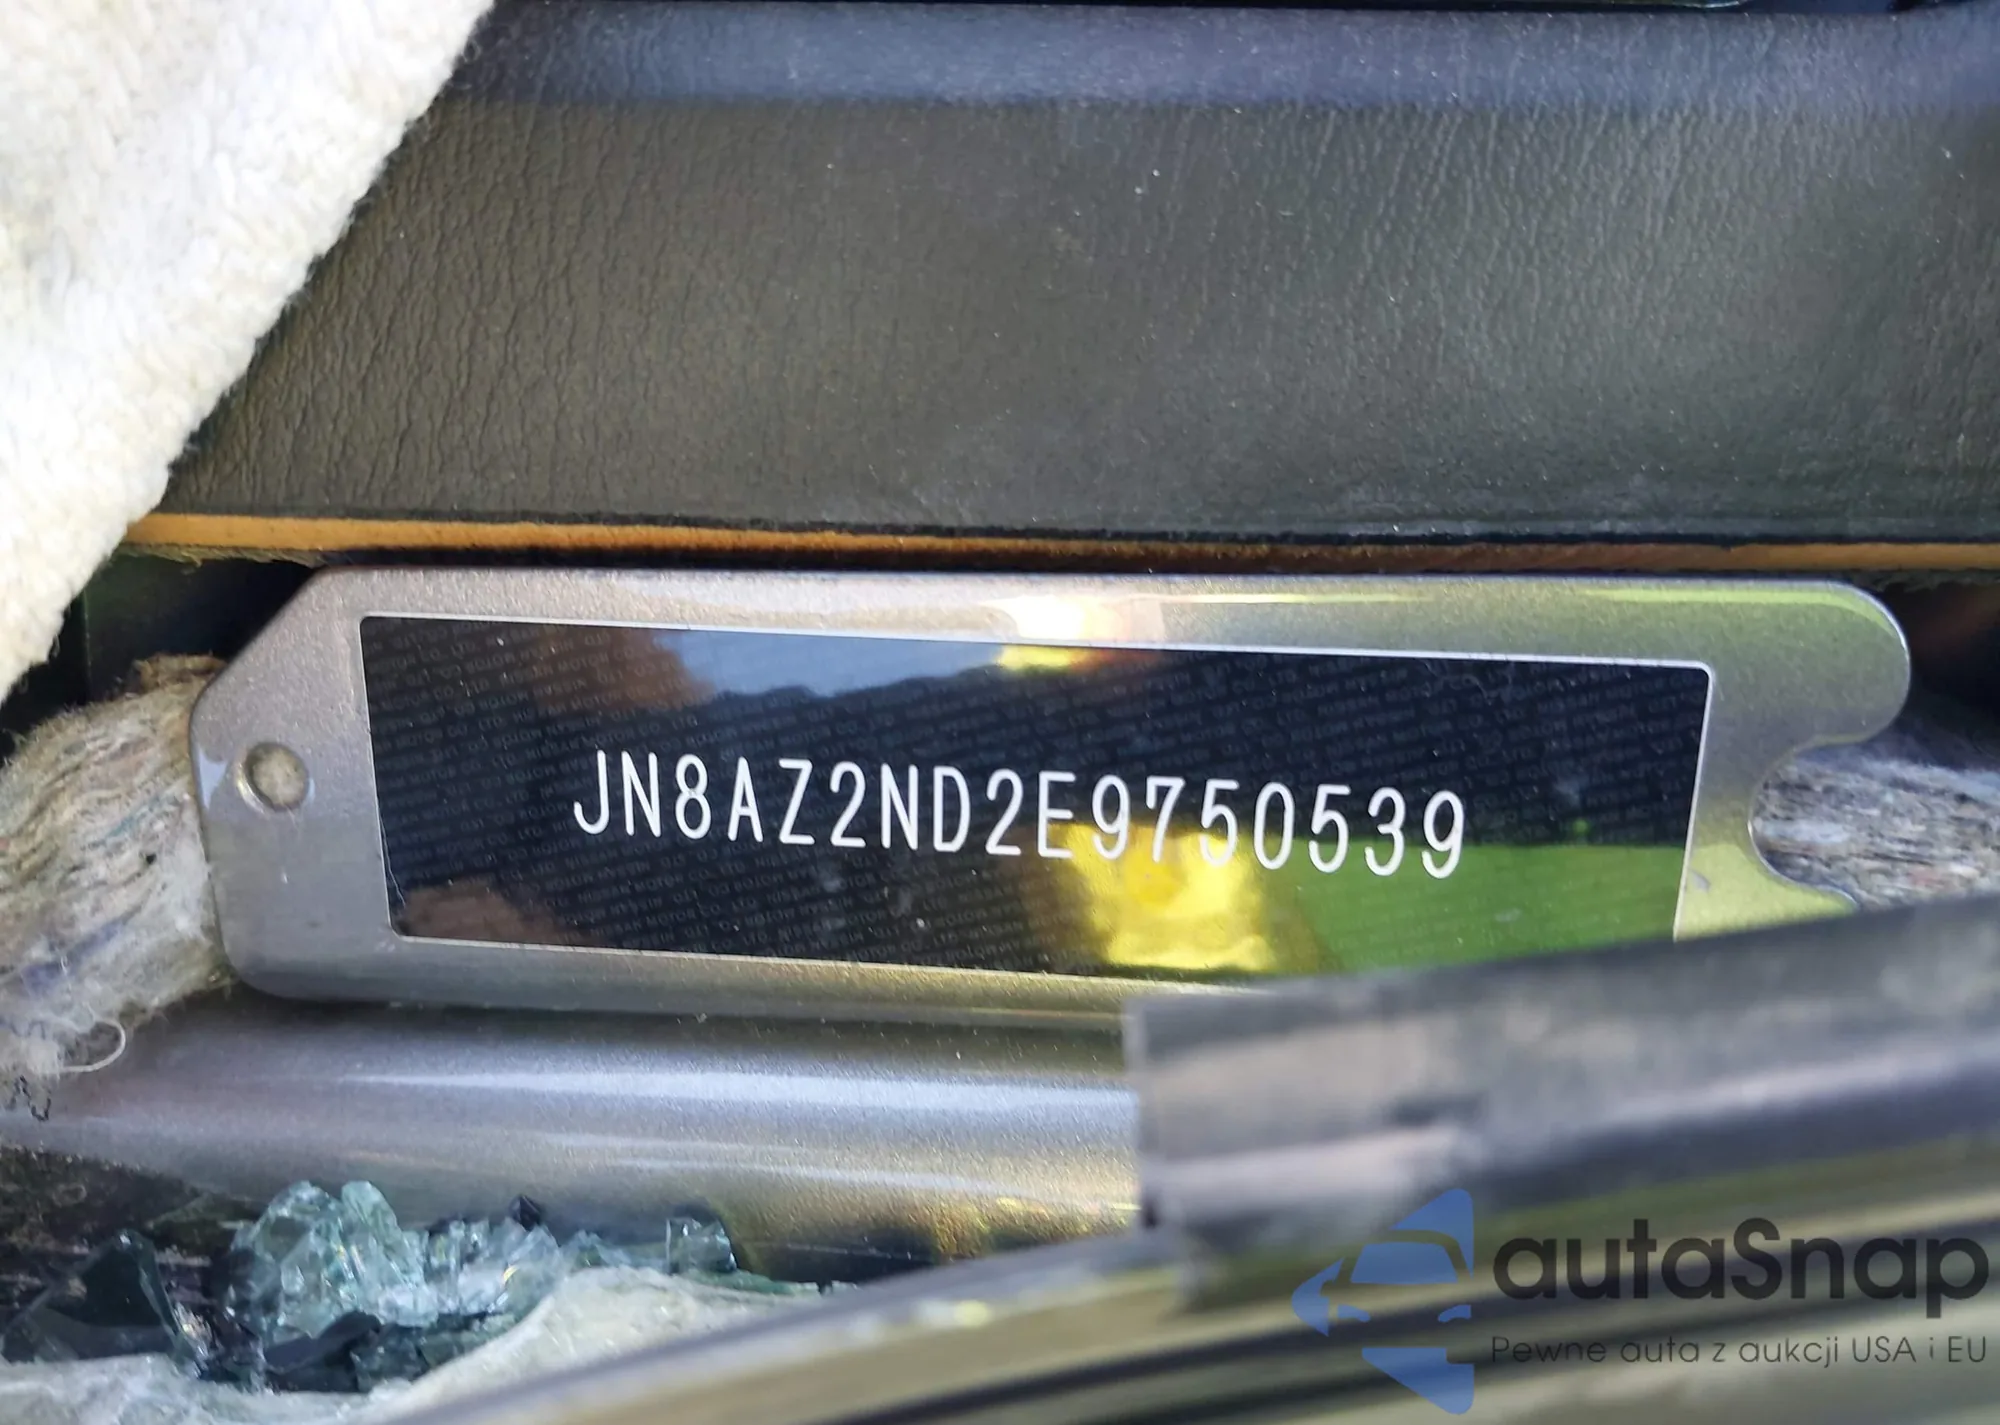 JN8AZ2ND2E9750539
autaSnap
Pewne auta z aukcji USA i EU